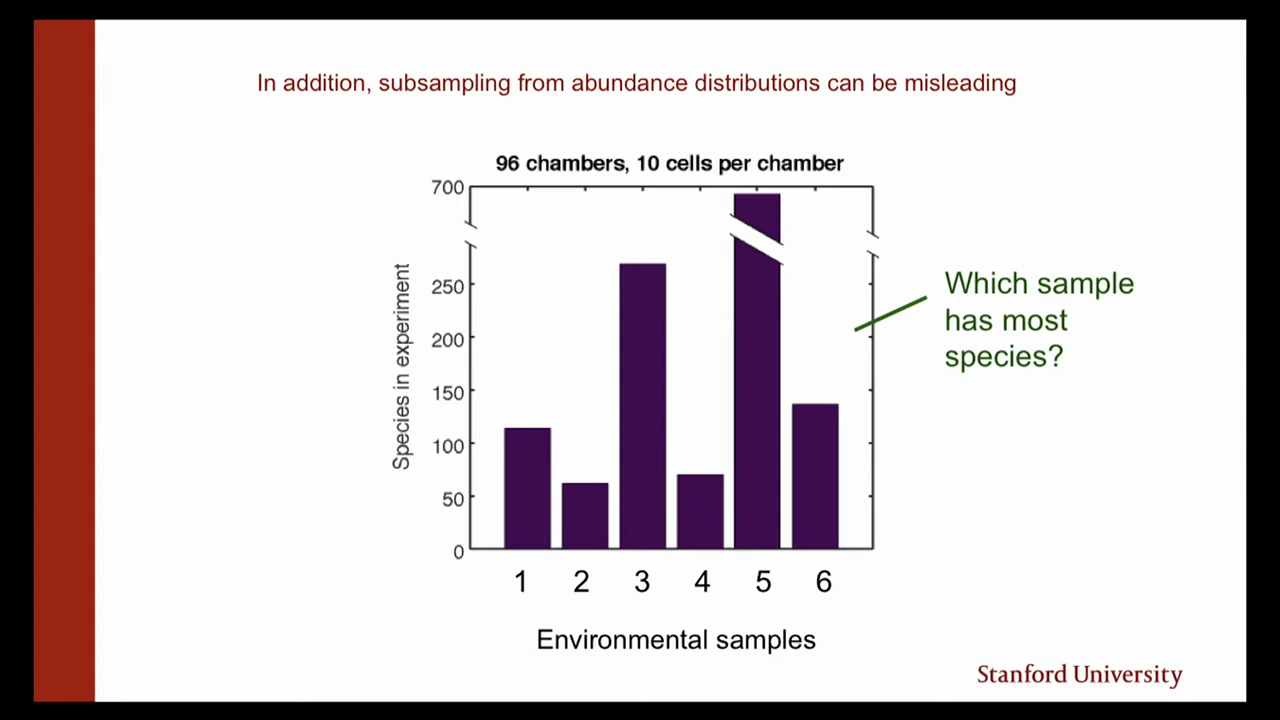 In addition, subsampling from abundance distributions can be misleading
96 chambers, 10 cells per chamber
700
250
200
150
100
50
0
Species in experiment
1 2 3 4 5 6
Environmental samples
Which sample
has most
species?
Stanford University